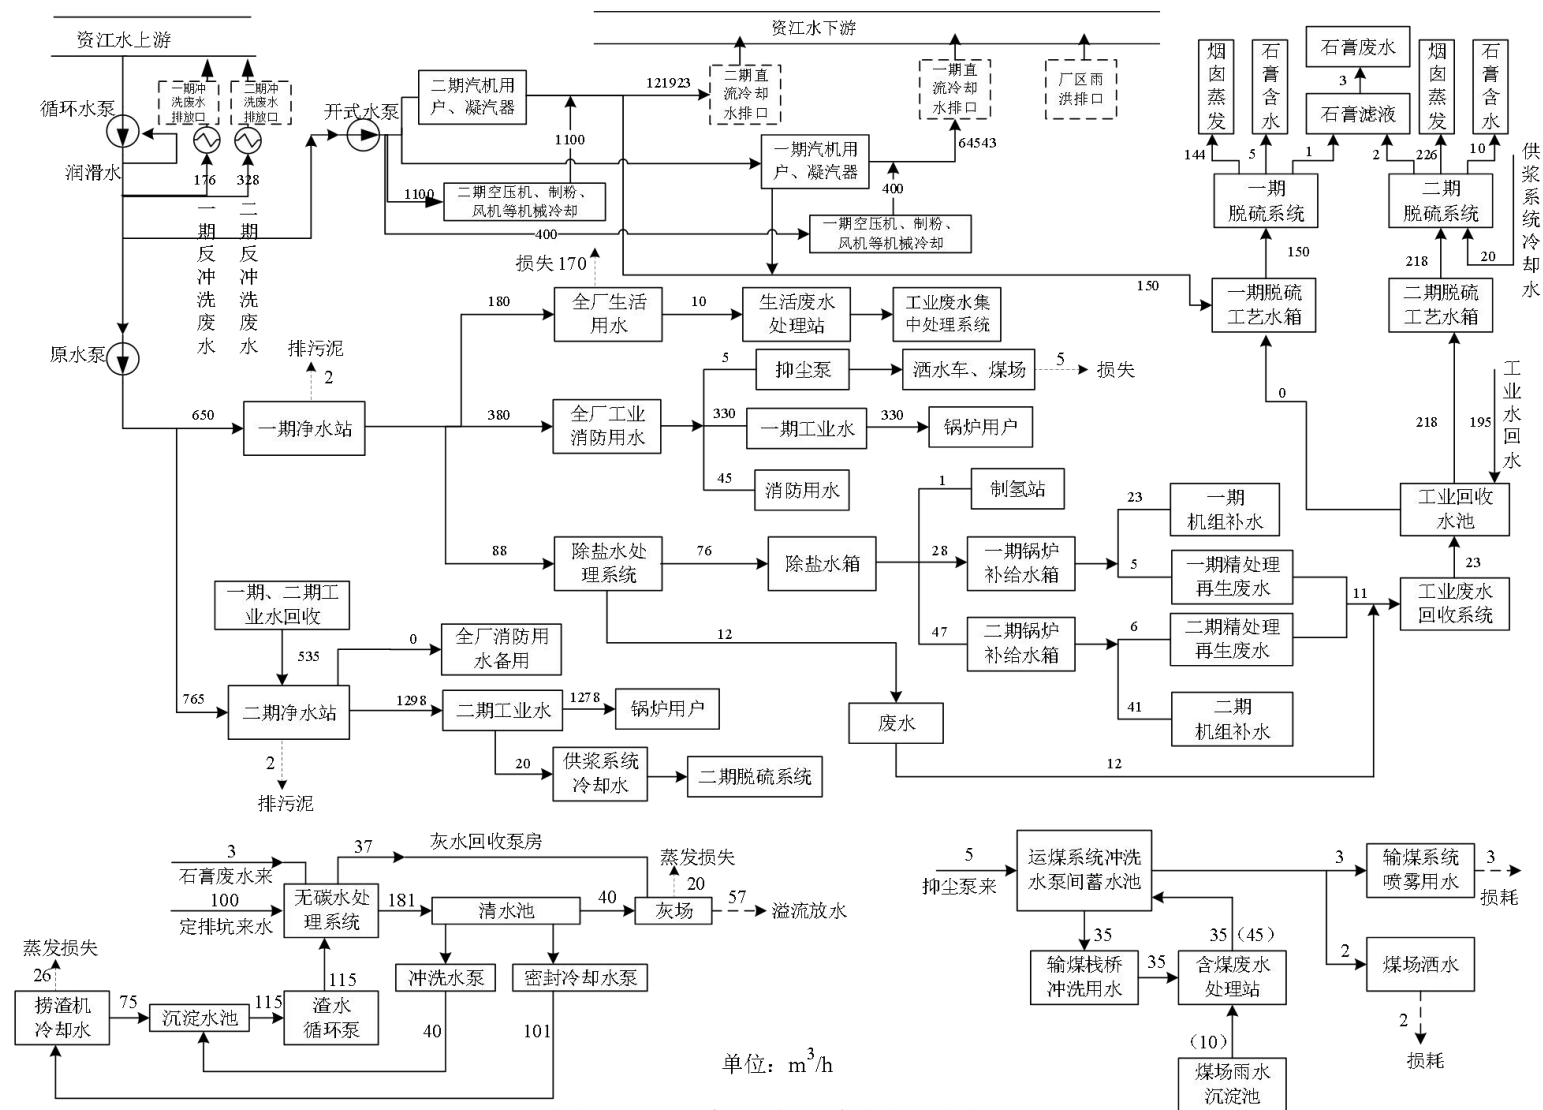 资江水上游
资江水下游
循环水泵
润滑水
一期冲
洗废水
排放口
二期冲
洗废水
排放口
176
328
一期反冲洗废水
二期反冲洗废水
开式水泵
二期汽机用
户、凝汽器
121923
二期直
流冷却
水排口
一期直
流冷却
水排口
厂区雨
洪排口
1100
1100
二期空压机、制粉、
风机等机械冷却
一期汽机用
户、凝汽器
64543
400
400
一期空压机、制粉、
风机等机械冷却
烟囱蒸发
石膏含水
石膏废水
3
石膏滤液
烟囱蒸发
石膏含水
144
5
1
2
226
10
一期
脱硫系统
二期
脱硫系统
供浆系统冷却水
150
218
20
150
一期脱硫
工艺水箱
二期脱硫
工艺水箱
0
218
195
工业水回水
工业回收
水池
23
工业废水
回收系统
原水泵
650
排污泥
2
一期净水站
损失170
180
全厂生活
用水
10
生活废水
处理站
工业废水集
中处理系统
380
全厂工业
消防用水
5
抑尘泵
洒水车、煤场
5
损失
330
一期工业水
330
锅炉用户
45
消防用水
88
除盐水处
理系统
76
除盐水箱
1
制氢站
28
一期锅炉
补给水箱
23
一期
机组补水
5
一期精处理
再生废水
47
二期锅炉
补给水箱
6
二期精处理
再生废水
41
二期
机组补水
11
12
废水
12
一期、二期工
业水回收
535
765
二期净水站
0
全厂消防用
水备用
1298
二期工业水
1278
锅炉用户
20
供浆系统
冷却水
二期脱硫系统
2
排污泥
3
石膏废水来
100
定排坑来水
37
灰水回收泵房
无碳水处
理系统
181
清水池
40
灰场
蒸发损失
20
57
溢流放水
蒸发损失
26
捞渣机
冷却水
75
沉淀水池
115
渣水
循环泵
115
冲洗水泵
密封冷却水泵
40
101
5
抑尘泵来
运煤系统冲洗
水泵间蓄水池
3
输煤系统
喷雾用水
3
损耗
35
输煤栈桥
冲洗用水
35
35（45）
含煤废水
处理站
2
煤场洒水
2
损耗
（10）
煤场雨水
沉淀池
单位：m³/h